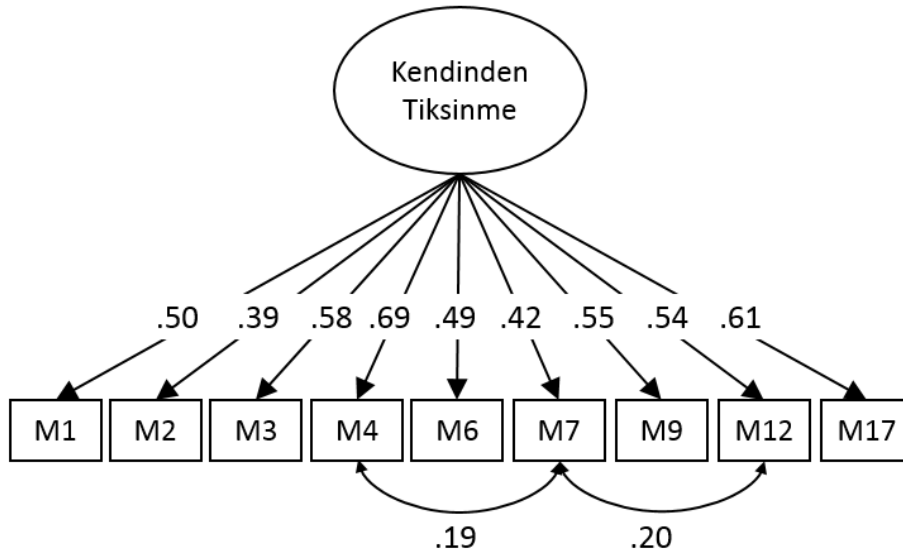 Kendinden
Tiksinme
.50 .39 .58 .69 .49 .42 .55 .54 .61
M1 M2 M3 M4 M6 M7 M9 M12 M17
.19 .20